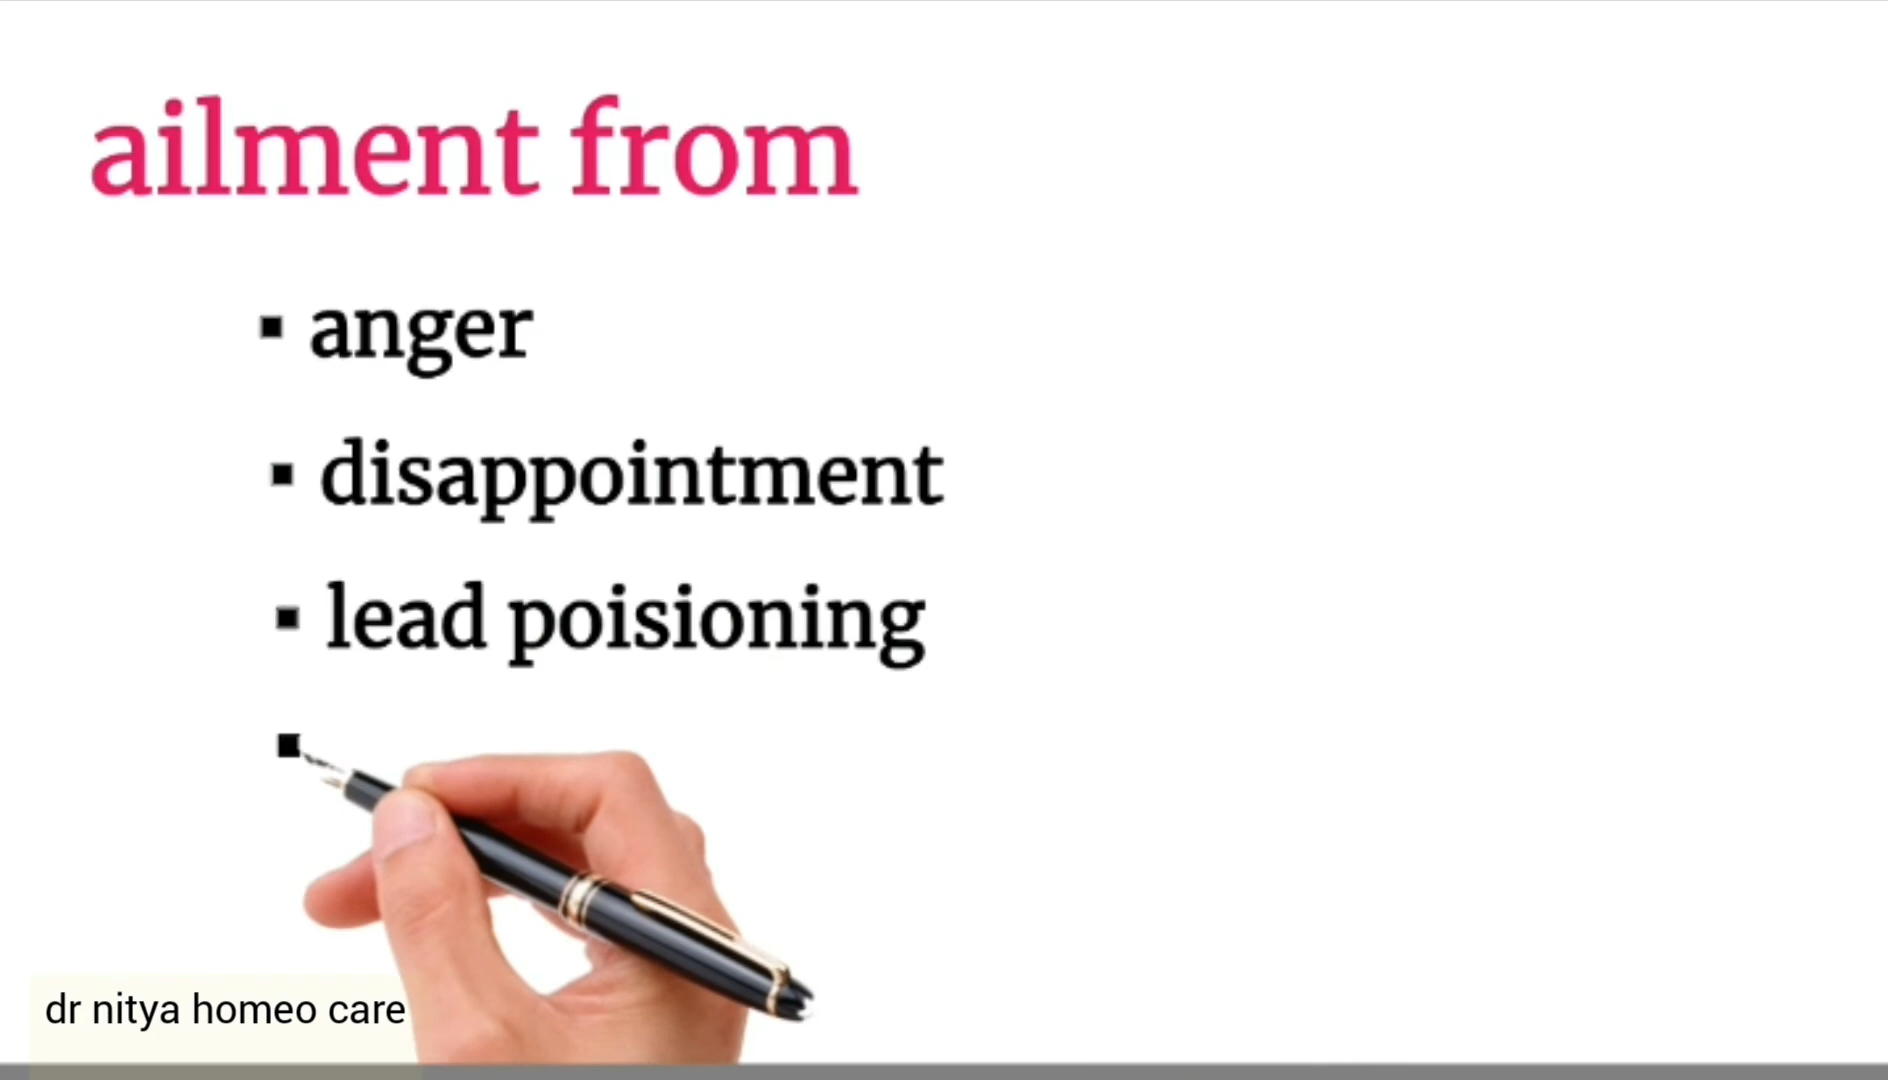 ailment from
▪ anger
▪ disappointment
▪ lead poisioning
▪
dr nitya homeo care